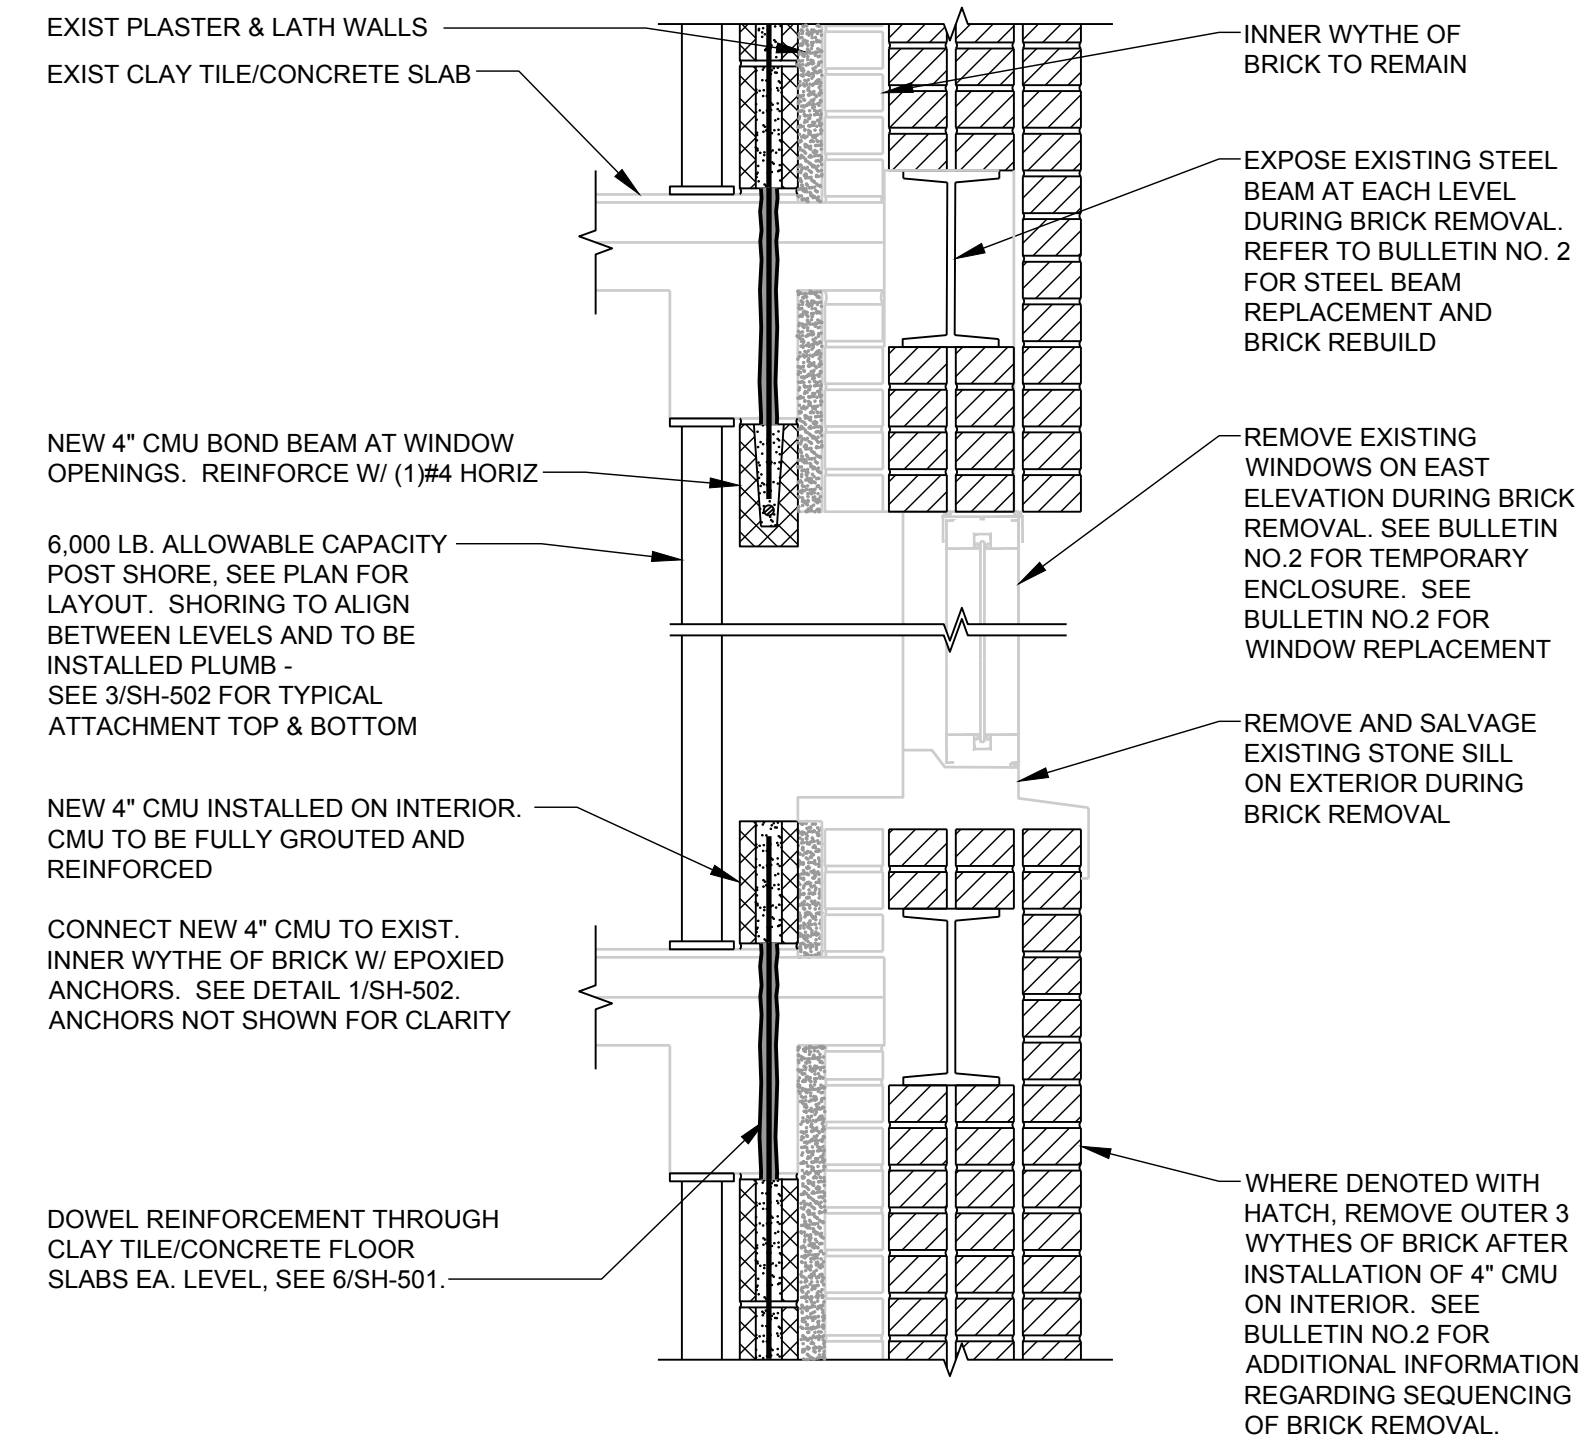 EXIST PLASTER & LATH WALLS
EXIST CLAY TILE/CONCRETE SLAB
NEW 4" CMU BOND BEAM AT WINDOW
OPENINGS. REINFORCE W/ (1)#4 HORIZ
6,000 LB. ALLOWABLE CAPACITY
POST SHORE, SEE PLAN FOR
LAYOUT. SHORING TO ALIGN
BETWEEN LEVELS AND TO BE
INSTALLED PLUMB -
SEE 3/SH-502 FOR TYPICAL
ATTACHMENT TOP & BOTTOM
NEW 4" CMU INSTALLED ON INTERIOR.
CMU TO BE FULLY GROUTED AND
REINFORCED
CONNECT NEW 4" CMU TO EXIST.
INNER WYTHE OF BRICK W/ EPOXIED
ANCHORS. SEE DETAIL 1/SH-502.
ANCHORS NOT SHOWN FOR CLARITY
DOWEL REINFORCEMENT THROUGH
CLAY TILE/CONCRETE FLOOR
SLABS EA. LEVEL, SEE 6/SH-501.
INNER WYTHE OF
BRICK TO REMAIN
EXPOSE EXISTING STEEL
BEAM AT EACH LEVEL
DURING BRICK REMOVAL.
REFER TO BULLETIN NO. 2
FOR STEEL BEAM
REPLACEMENT AND
BRICK REBUILD
REMOVE EXISTING
WINDOWS ON EAST
ELEVATION DURING BRICK
REMOVAL. SEE BULLETIN
NO.2 FOR TEMPORARY
ENCLOSURE. SEE
BULLETIN NO.2 FOR
WINDOW REPLACEMENT
REMOVE AND SALVAGE
EXISTING STONE SILL
ON EXTERIOR DURING
BRICK REMOVAL
WHERE DENOTED WITH
HATCH, REMOVE OUTER 3
WYTHES OF BRICK AFTER
INSTALLATION OF 4" CMU
ON INTERIOR. SEE
BULLETIN NO.2 FOR
ADDITIONAL INFORMATION
REGARDING SEQUENCING
OF BRICK REMOVAL.